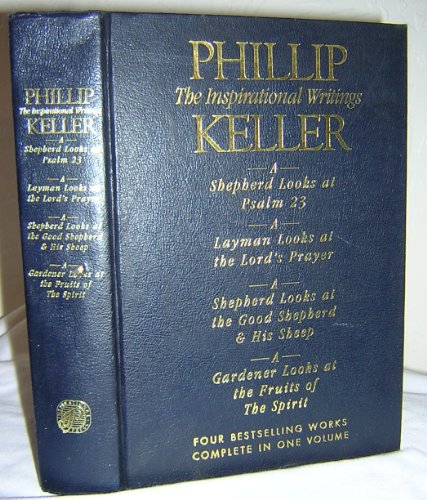 PHILLIP
The Inspirational Writings
KELLER
A
Shepherd Looks at
Psalm 23
A
Layman Looks at
the Lord's Prayer
A
Shepherd Looks at
the Good Shepherd
& His Sheep
A
Gardener Looks at
the Fruits of
The Spirit
PHILLIP
The Inspirational Writings
KELLER
A
Shepherd Looks at
Psalm 23
A
Layman Looks at
the Lord's Prayer
A
Shepherd Looks at
the Good Shepherd
& His Sheep
A
Gardener Looks at
the Fruits of
The Spirit
FOUR BESTSELLING WORKS
COMPLETE IN ONE VOLUME